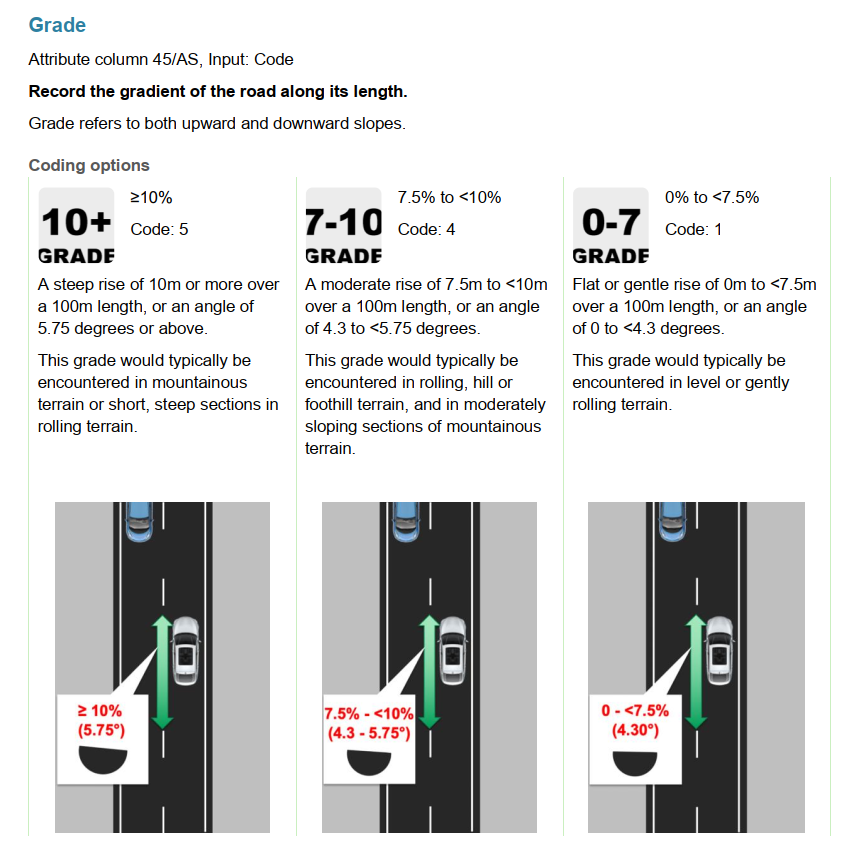 Grade
Attribute column 45/AS, Input: Code
Record the gradient of the road along its length.
Grade refers to both upward and downward slopes.
Coding options
10+
GRADE
≥10%
Code: 5
A steep rise of 10m or more over
a 100m length, or an angle of
5.75 degrees or above.
This grade would typically be
encountered in mountainous
terrain or short, steep sections in
rolling terrain.
≥ 10%
(5.75°)
7-10
GRADE
7.5% to <10%
Code: 4
A moderate rise of 7.5m to <10m
over a 100m length, or an angle
of 4.3 to <5.75 degrees.
This grade would typically be
encountered in rolling, hill or
foothill terrain, and in moderately
sloping sections of mountainous
terrain.
7.5% - <10%
(4.3 - 5.75°)
0-7
GRADE
0% to <7.5%
Code: 1
Flat or gentle rise of 0m to <7.5m
over a 100m length, or an angle
of 0 to <4.3 degrees.
This grade would typically be
encountered in level or gently
rolling terrain.
0 - <7.5%
(4.30°)